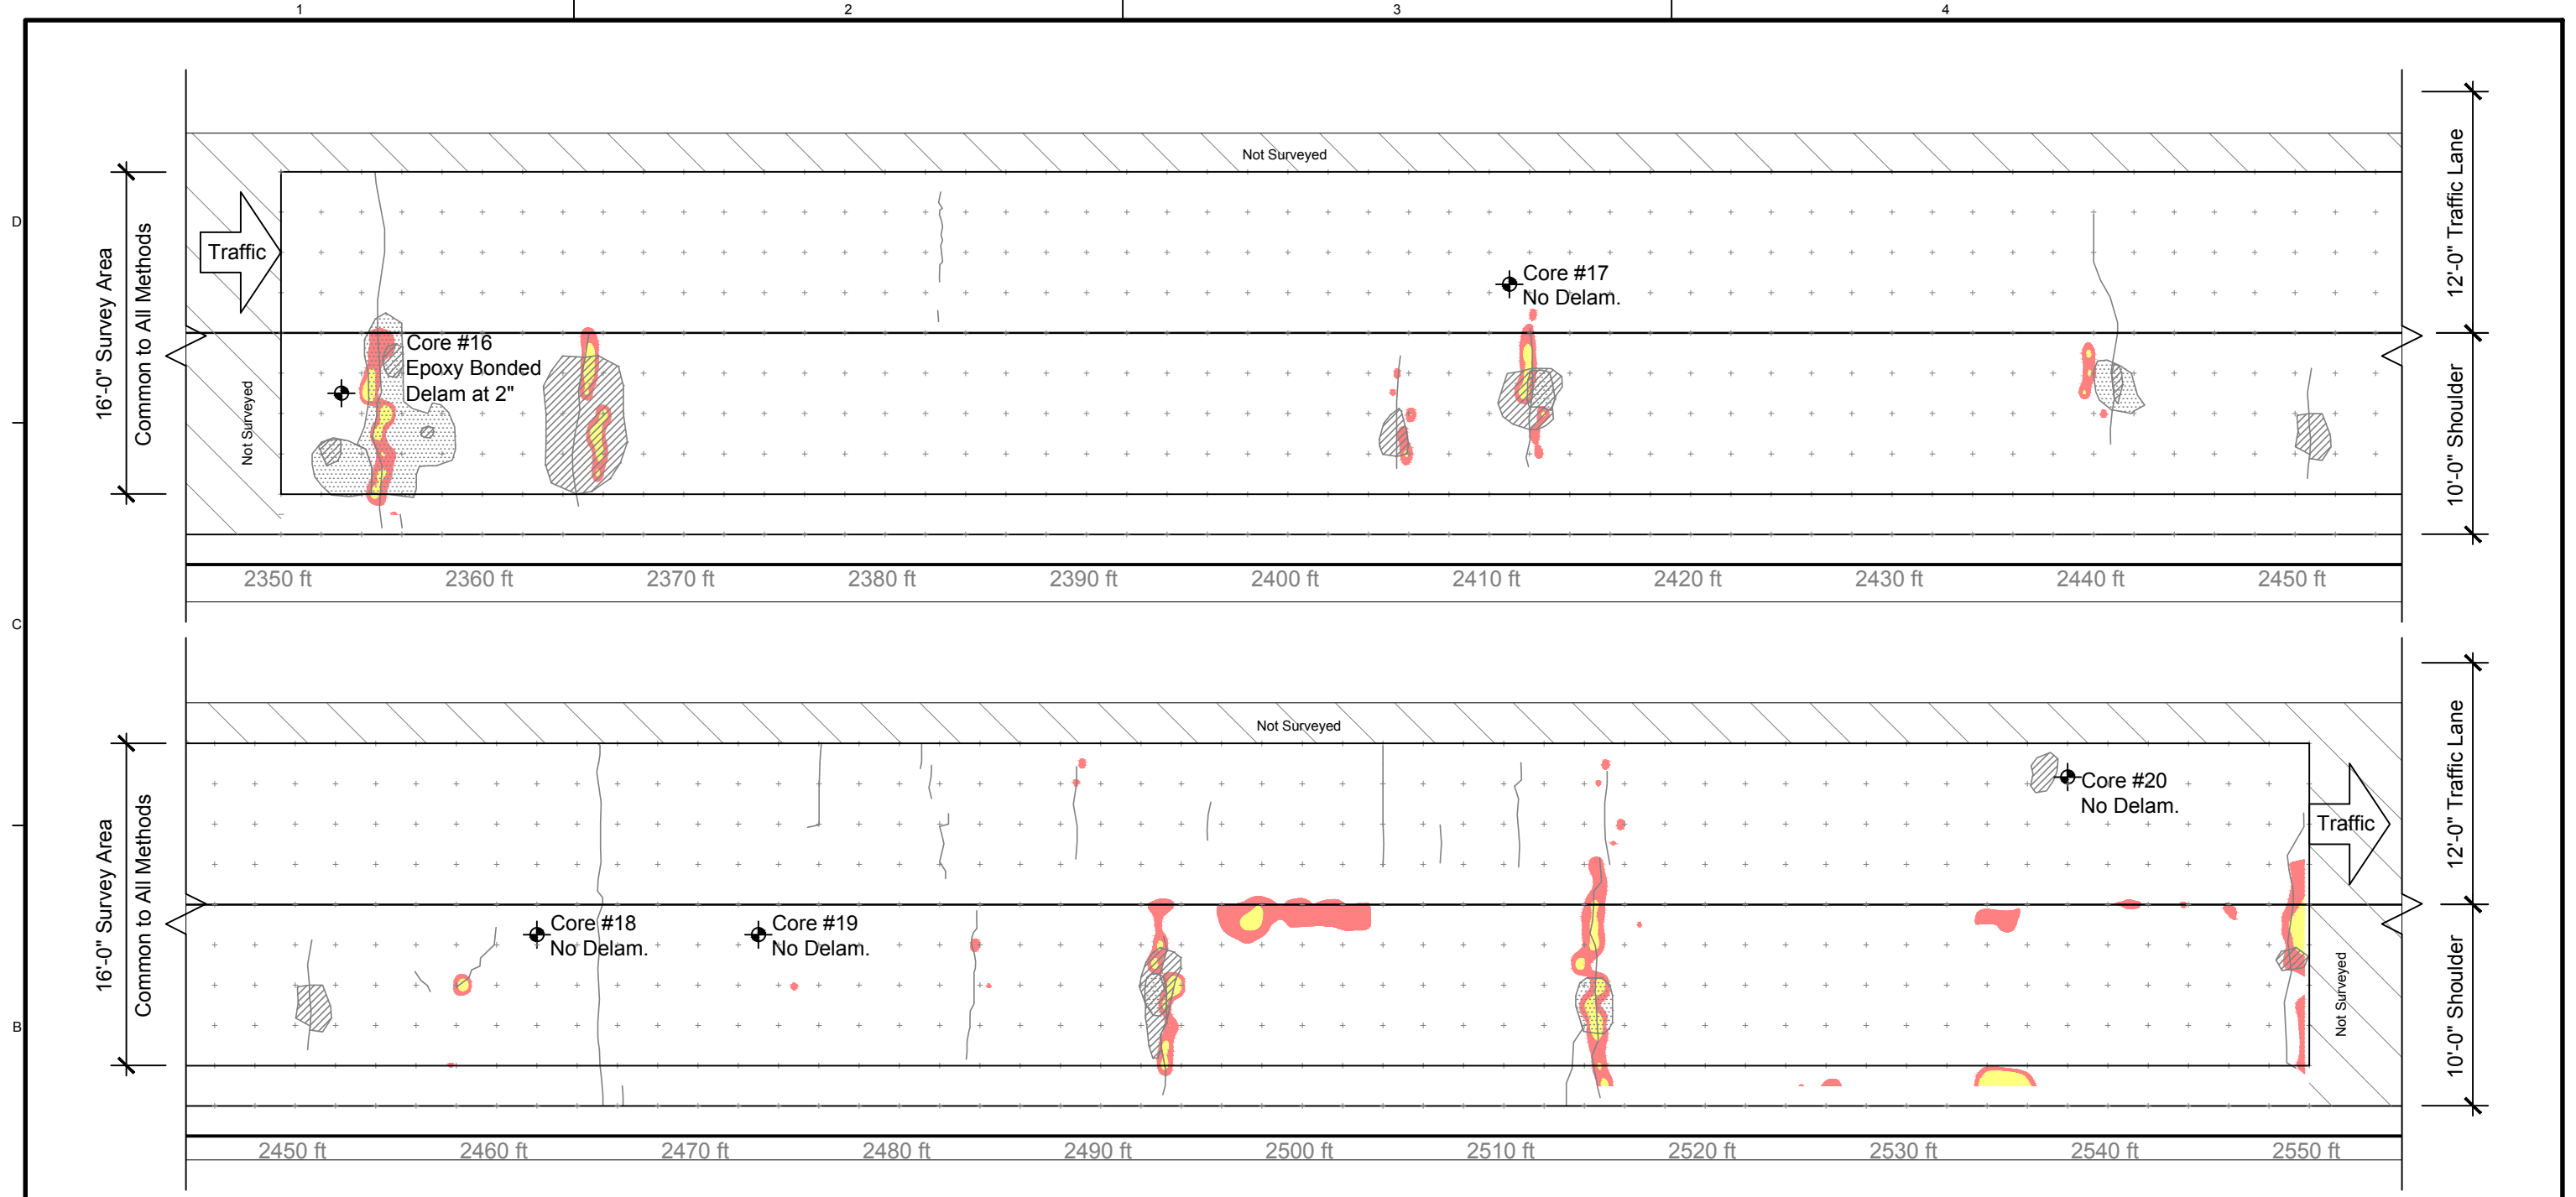 1 2 3 4
Not Surveyed
D
Traffic
16'-0" Survey Area
Common to All Methods
Not Surveyed
Core #16
Epoxy Bonded
Delam at 2"
Core #17
No Delam.
12'-0" Traffic Lane
10'-0" Shoulder
2350 ft 2360 ft 2370 ft 2380 ft 2390 ft 2400 ft 2410 ft 2420 ft 2430 ft 2440 ft 2450 ft
C
Not Surveyed
16'-0" Survey Area
Common to All Methods
Core #18
No Delam.
Core #19
No Delam.
Core #20
No Delam.
Traffic
Not Surveyed
12'-0" Traffic Lane
10'-0" Shoulder
B
2450 ft 2460 ft 2470 ft 2480 ft 2490 ft 2500 ft 2510 ft 2520 ft 2530 ft 2540 ft 2550 ft